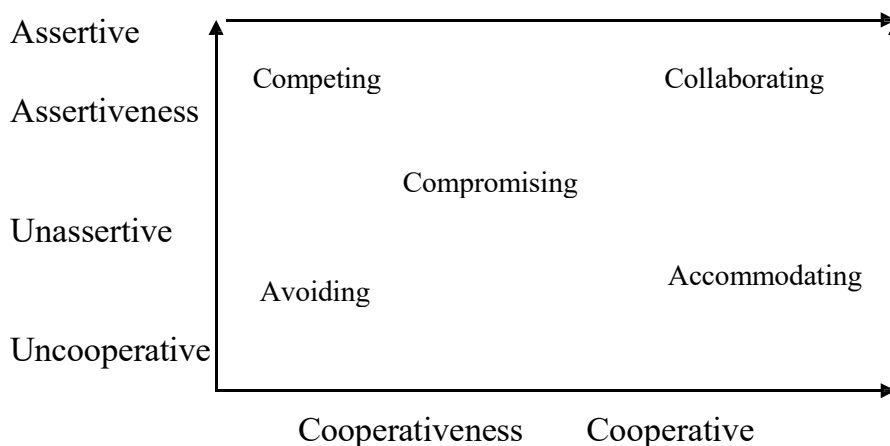 Assertive
Competing Collaborating
Assertiveness
Compromising
Unassertive
Avoiding Accommodating
Uncooperative
Cooperativeness Cooperative